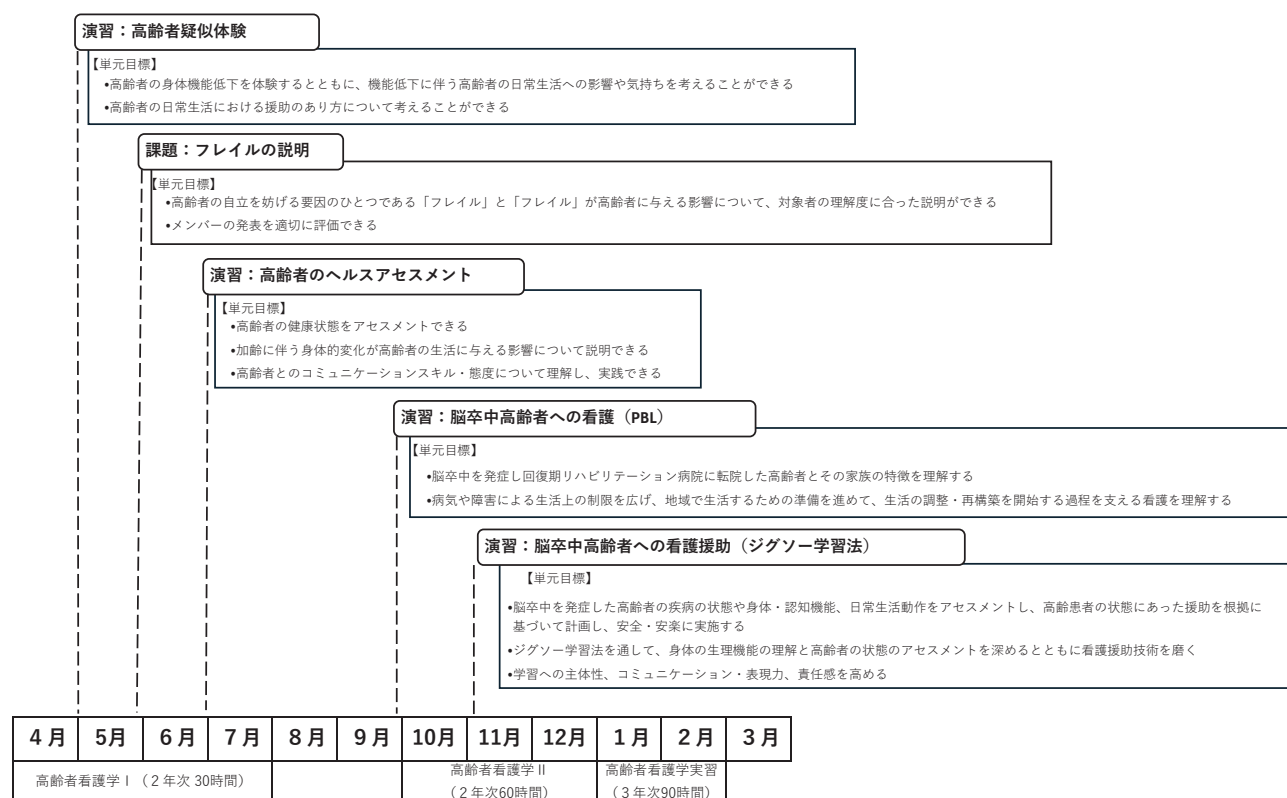 演習：高齢者疑似体験
【単元目標】
•高齢者の身体機能低下を体験するとともに、機能低下に伴う高齢者の日常生活への影響や気持ちを考えることができる
•高齢者の日常生活における援助のあり方について考えることができる
課題：フレイルの説明
【単元目標】
•高齢者の自立を妨げる要因のひとつである「フレイル」と「フレイル」が高齢者に与える影響について、対象者の理解度に合った説明ができる
•メンバーの発表を適切に評価できる
演習：高齢者のヘルスアセスメント
【単元目標】
•高齢者の健康状態をアセスメントできる
•加齢に伴う身体的変化が高齢者の生活に与える影響について説明できる
•高齢者とのコミュニケーションスキル・態度について理解し、実践できる
演習：脳卒中高齢者への看護（PBL）
【単元目標】
•脳卒中を発症し回復期リハビリテーション病院に転院した高齢者とその家族の特徴を理解する
•病気や障害による生活上の制限を広げ、地域で生活するための準備を進めて、生活の調整・再構築を開始する過程を支える看護を理解する
演習：脳卒中高齢者への看護援助（ジグソー学習法）
【単元目標】
•脳卒中を発症した高齢者の疾病の状態や身体・認知機能、日常生活動作をアセスメントし、高齢患者の状態にあった援助を根拠に
基づいて計画し、安全・安楽に実施する
•ジグソー学習法を通して、身体の生理機能の理解と高齢者の状態のアセスメントを深めるとともに看護援助技術を磨く
•学習への主体性、コミュニケーション・表現力、責任感を高める
4月 5月 6月 7月 8月 9月 10月 11月 12月 1月 2月 3月
高齢者看護学Ⅰ（２年次 30時間）
高齢者看護学Ⅱ
（２年次60時間）
高齢者看護学実習
（３年次90時間）